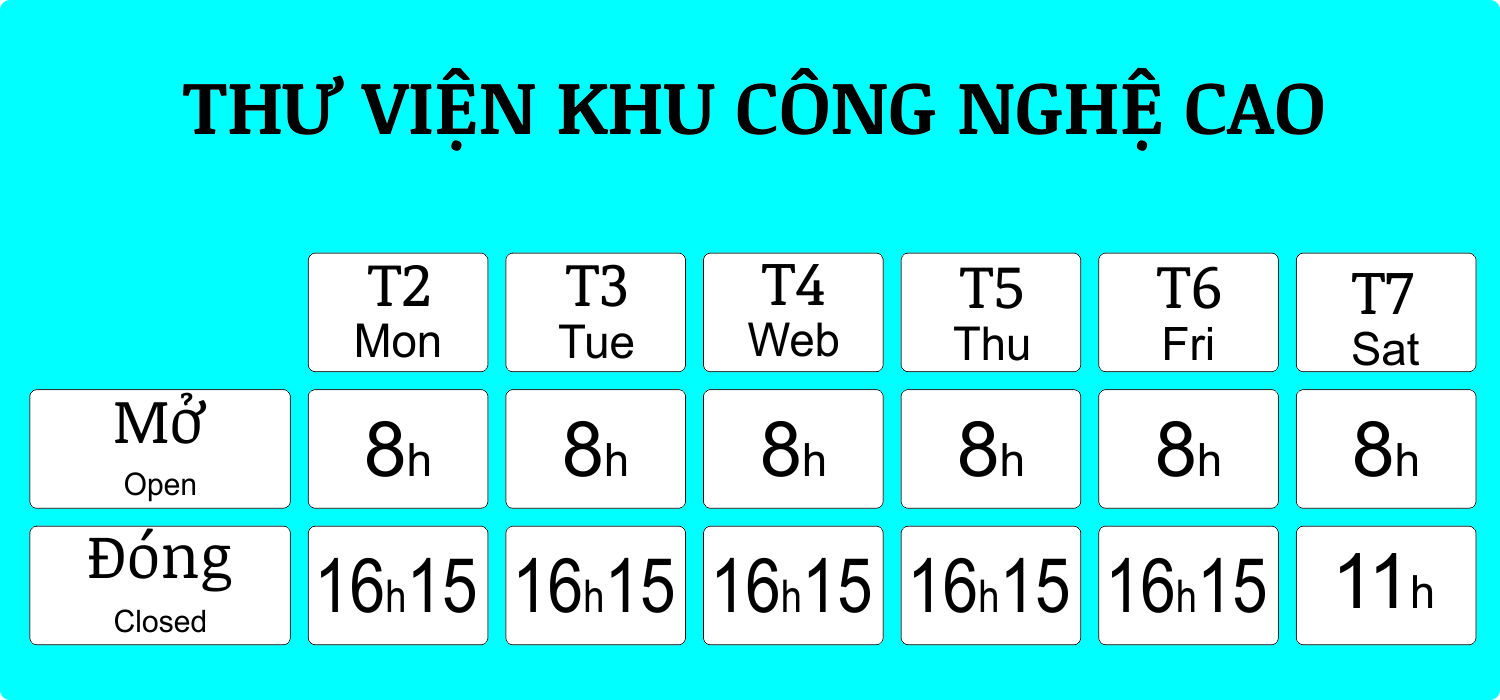 THƯ VIỆN KHU CÔNG NGHỆ CAO
T2 T3 T4 T5 T6 T7
Mon Tue Web Thu Fri Sat
Mở
Open
8h 8h 8h 8h 8h 8h
Đóng
Closed
16h15 16h15 16h15 16h15 16h15 11h